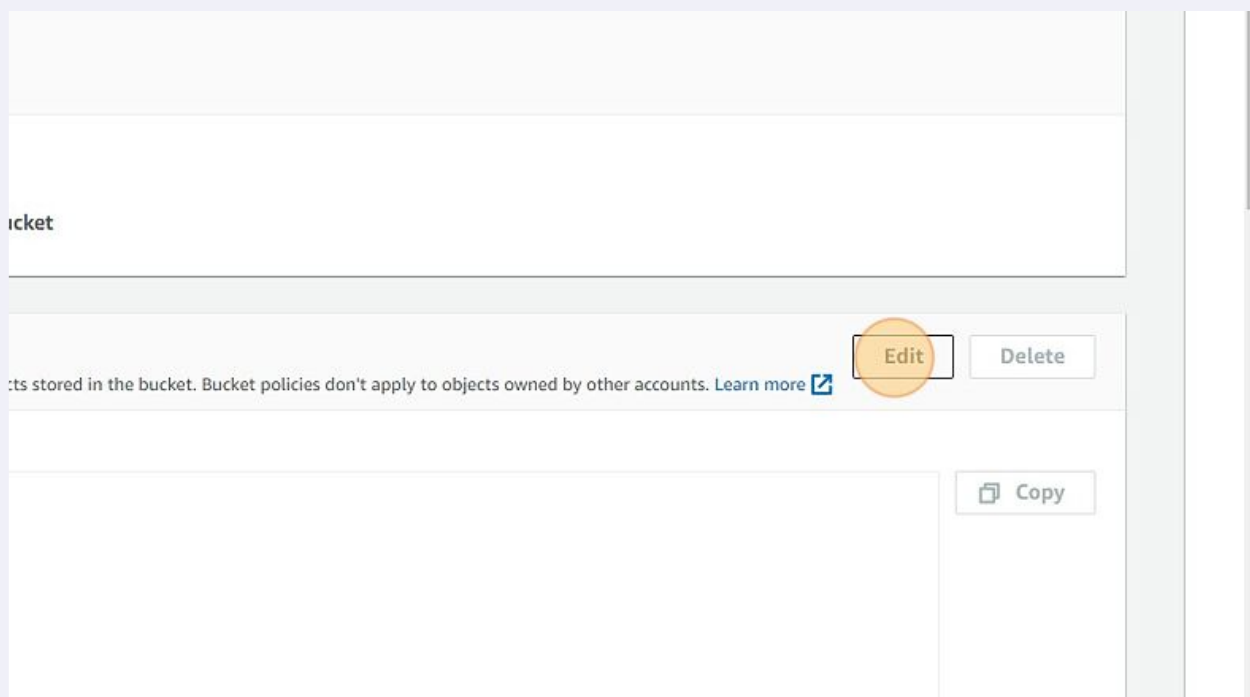 ucket
Edit
Delete
cts stored in the bucket. Bucket policies don't apply to objects owned by other accounts. Learn more
Copy